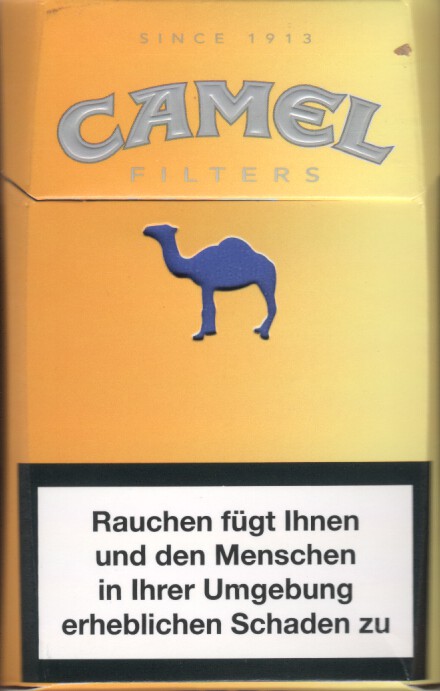 SINCE 1913
CAMEL
FILTERS
Rauchen fügt Ihnen
und den Menschen
in Ihrer Umgebung
erheblichen Schaden zu